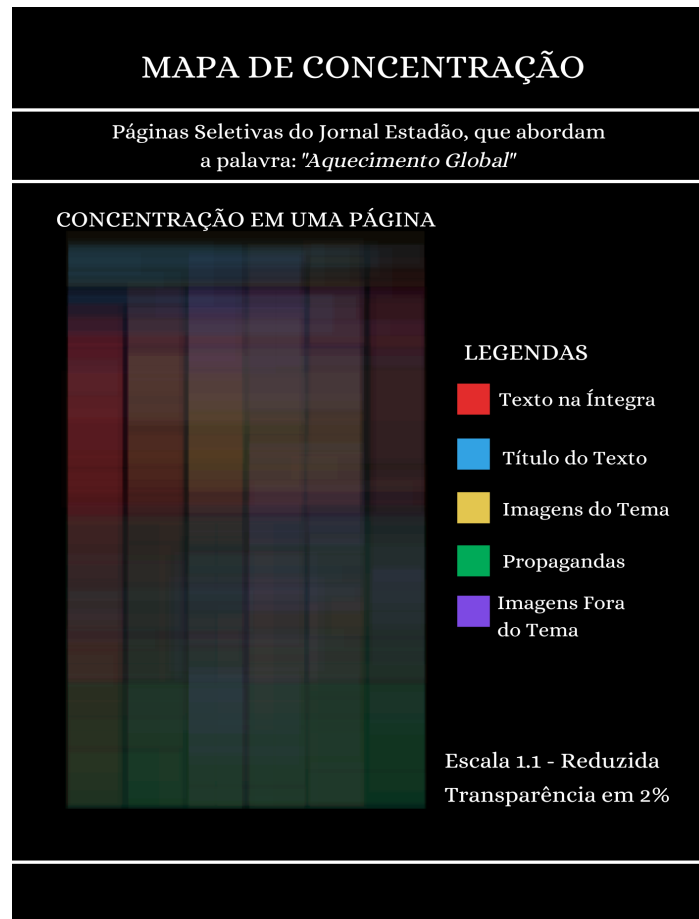 MAPA DE CONCENTRAÇÃO
Páginas Seletivas do Jornal Estadão, que abordam
a palavra: "Aquecimento Global"
CONCENTRAÇÃO EM UMA PÁGINA
LEGENDAS
Texto na Íntegra
Título do Texto
Imagens do Tema
Propagandas
Imagens Fora
do Tema
Escala 1.1 - Reduzida
Transparência em 2%